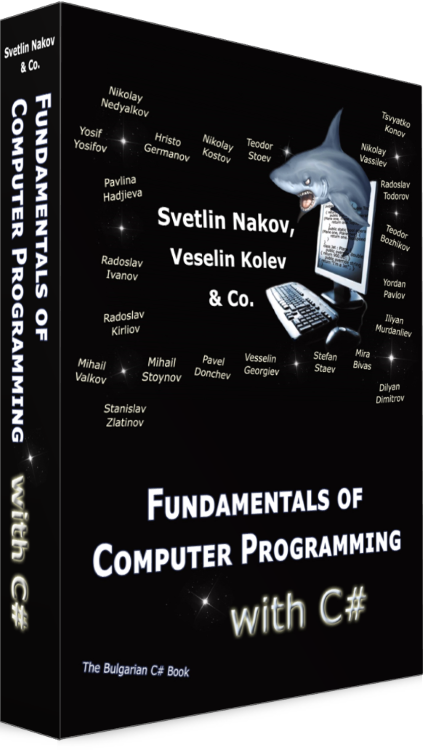 Svetlin Nakov
& Co.
FUNDAMENTALS OF
COMPUTER PROGRAMMING
with C#
Nikolay
Nedyalkov
Tsvyatko
Konov
Yosif
Yosifov
Hristo
Germanov
Nikolay
Kostov
Teodor
Stoev
Nikolay
Vassilev
Pavlina
Hadjieva
Radoslav
Todorov
Svetlin Nakov,
Veselin Kolev
& Co.
Teodor
Bozhikov
Radoslav
Ivanov
Yordan
Pavlov
Radoslav
Kirliov
Iliyan
Murdanliev
Mihail
Valkov
Mihail
Stoynov
Pavel
Donchev
Vesselin
Georgiev
Stefan
Staev
Mira
Bivas
Dilyan
Dimitrov
Stanislav
Zlatinov
FUNDAMENTALS OF
COMPUTER PROGRAMMING
with C#
The Bulgarian C# Book